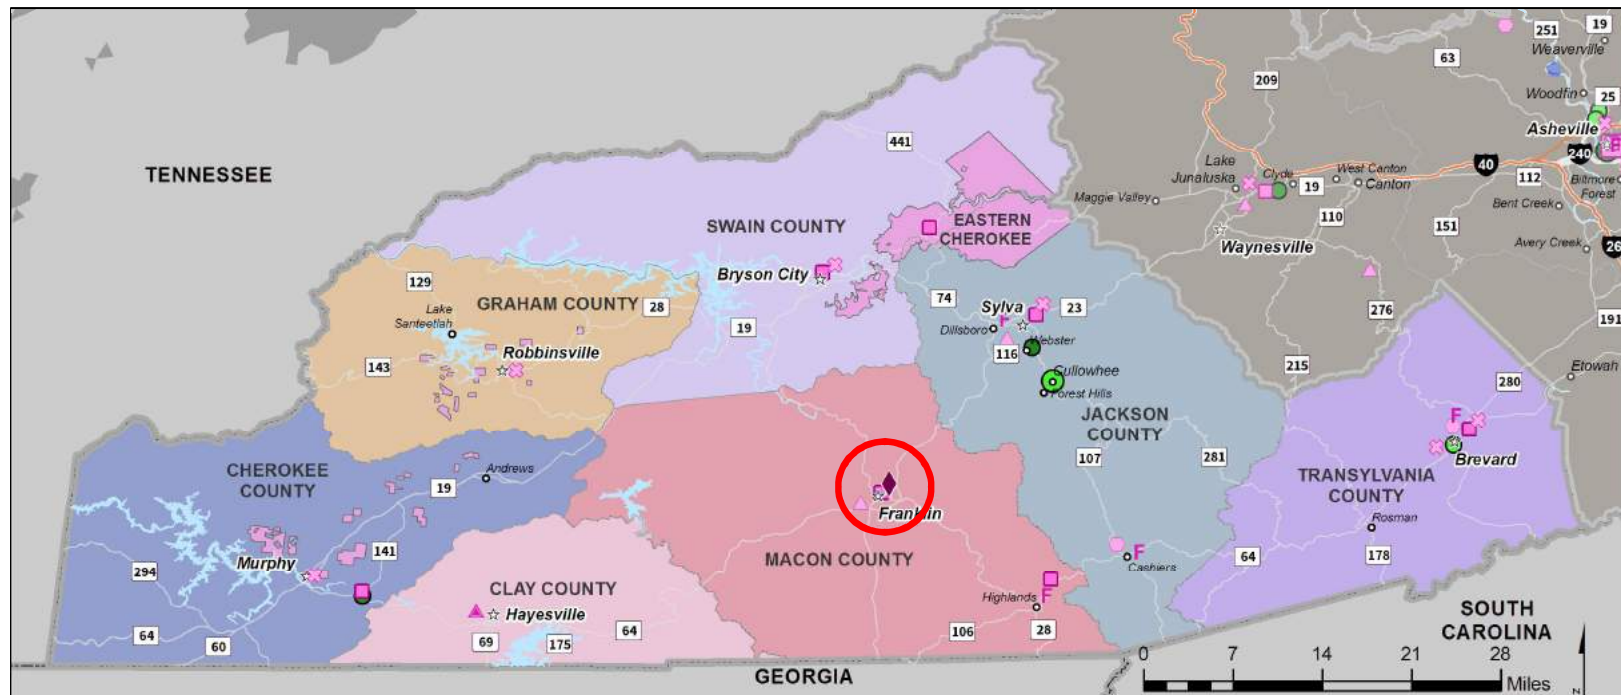 251
19
Weaverville
63
209
Woodfin
25
Asheville
441
240
TENNESSEE
Lake
Junaluska
Clyde
West Canton
40
19
Canton
112
Biltmore
Forest
Maggie Valley
110
Bent Creek
SWAIN COUNTY
EASTERN
CHEROKEE
151
Waynesville
Avery Creek
26
Bryson City
129
GRAHAM COUNTY
28
74
Sylva
23
276
Lake
Santeetlah
F
Dillsboro
19
191
Webster
116
Robbinsville
143
215
Etowah
Cullowhee
280
Forest Hills
JACKSON
COUNTY
F
107
281
Brevard
CHEROKEE
COUNTY
Andrews
19
TRANSYLVANIA
COUNTY
Franklin
Rosman
141
MACON COUNTY
F
64
178
Murphy
Cashiers
294
CLAY COUNTY
Highlands
F
Hayesville
SOUTH
CAROLINA
64
60
69
175
64
106
28
GEORGIA
0 7 14 21 28
Miles